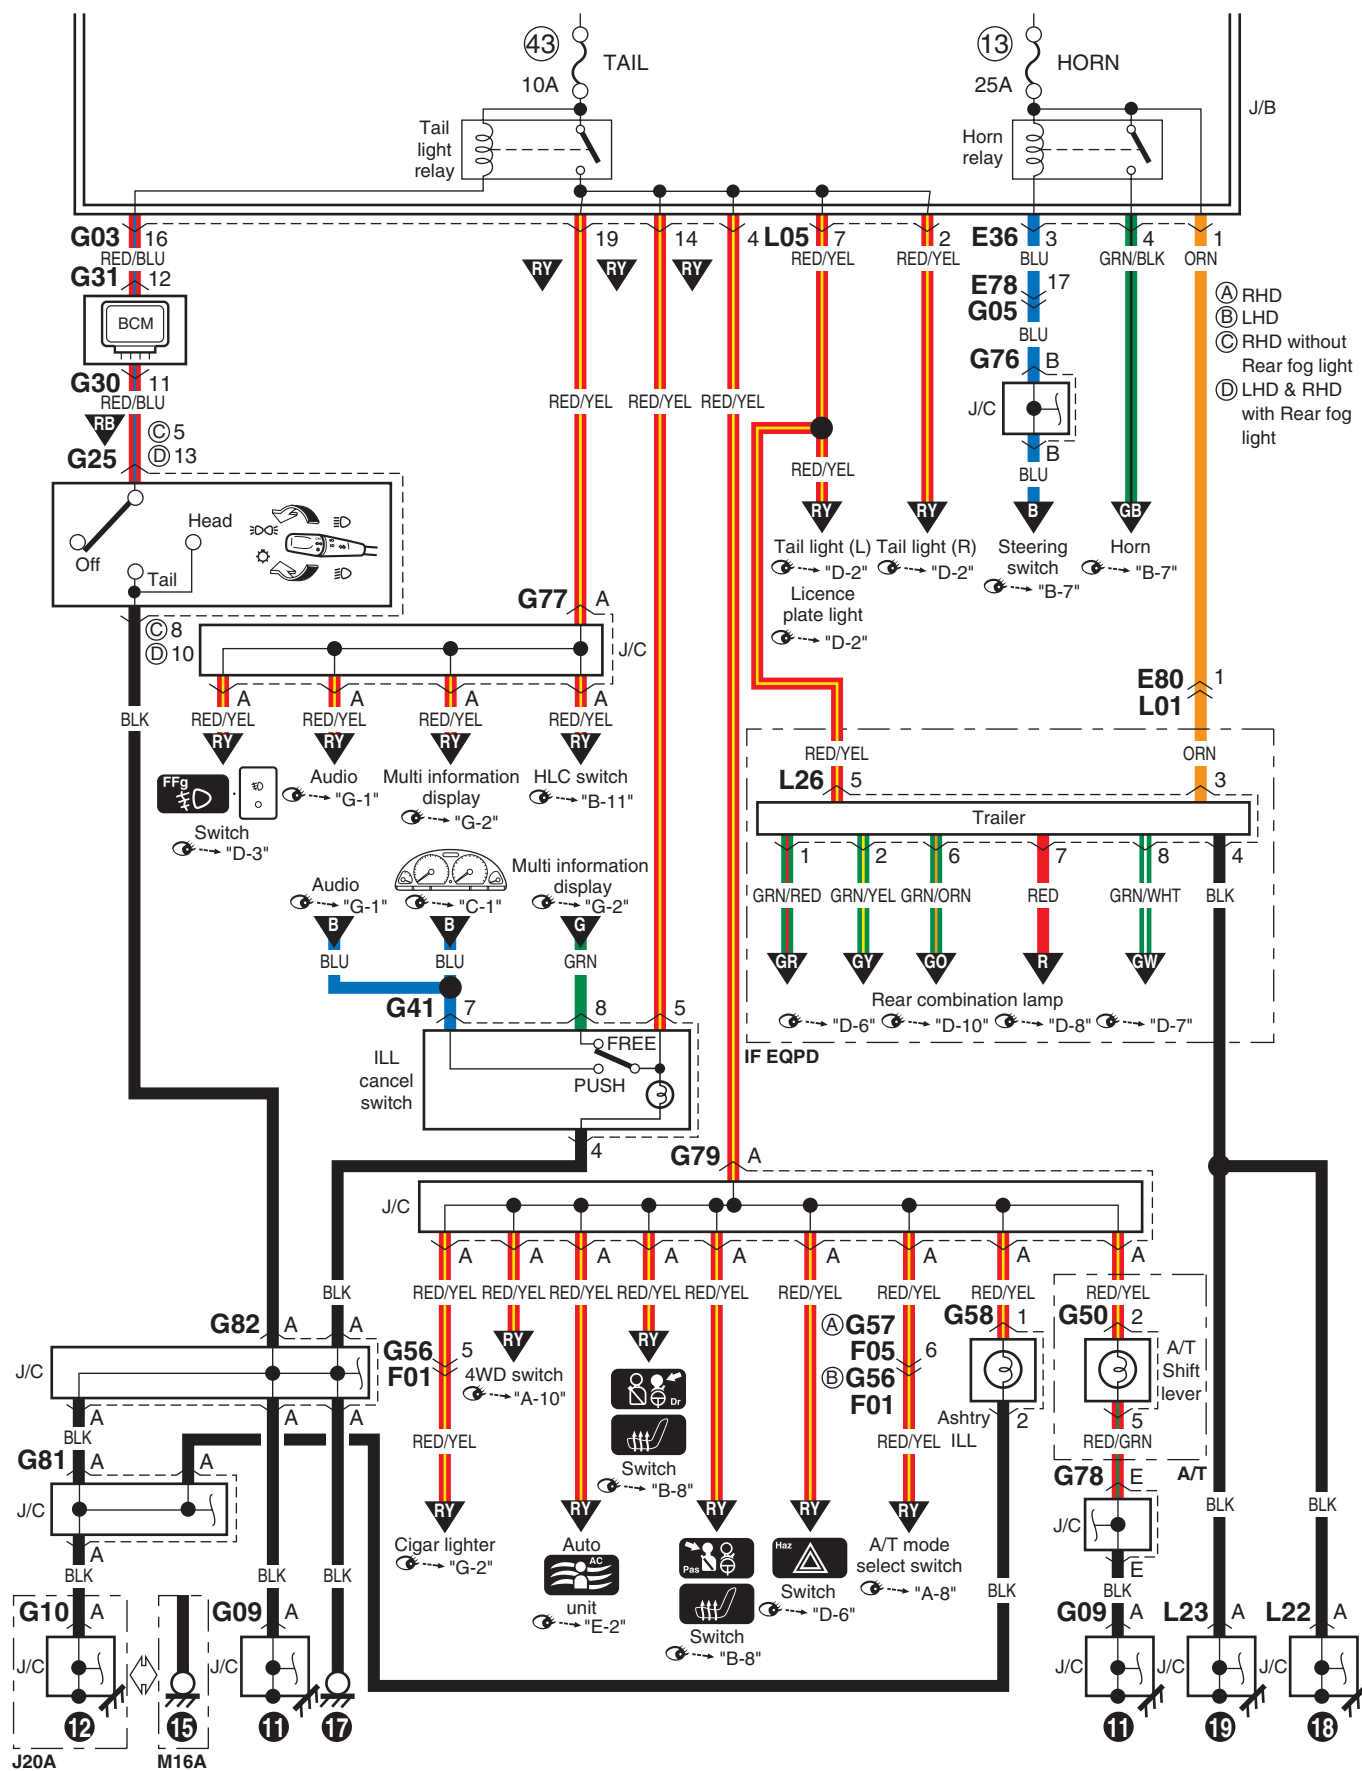 43 TAIL
10A
13 HORN
25A
J/B
Tail
light
relay
Horn
relay
G03 16 19 14 4 L05 7 2 E36 3 4 1
RED/BLU RED/YEL RED/YEL BLU GRN/BLK ORN
RY RY RY
G31 12
BCM
E78 17
G05
BLU
A RHD
B LHD
C RHD without
Rear fog light
D LHD & RHD
with Rear fog
light
G76 B
J/C
B
BLU
G30 11
RED/BLU
RB
C 5
G25 D 13
RED/YEL RED/YEL RED/YEL
RED/YEL
Off
Head
Tail
RY RY B GB
Tail light (L) Tail light (R) Steering
switch
Horn
"D-2" "D-2" "B-7" "B-7"
Licence
plate light
"D-2"
G77 A
C 8
D 10
J/C
E80 1
L01
A A A A
BLK RED/YEL RED/YEL RED/YEL RED/YEL
RY RY RY RY
RED/YEL ORN
FFg
Switch
"D-3"
Audio
"G-1"
Multi information
display
"G-2"
HLC switch
"B-11"
L26 5 3
Trailer
1 2 6 7 8 4
GRN/RED GRN/YEL GRN/ORN RED GRN/WHT BLK
GR GY GO R GW
Rear combination lamp
"D-6" "D-10" "D-8" "D-7"
IF EQPD
Audio
"G-1"
"C-1"
Multi information
display
"G-2"
B B G
BLU BLU GRN
G41 7 8 5
ILL
cancel
switch
FREE
PUSH
4
G79 A
J/C
A A A A A A A A A
BLK RED/YEL RED/YEL RED/YEL RED/YEL RED/YEL RED/YEL RED/YEL RED/YEL RED/YEL
G82 A A
J/C
A A A
BLK
G56 5
F01
RY
4WD switch
"A-10"
RY
Dr
Switch
"B-8"
A G57
F05 6
B G56
F01
G58 1
Ashtry
ILL
2
G50 2
A/T
Shift
lever
5
RED/GRN
A/T
G81 A A
J/C
A
BLK
RED/YEL RED/YEL
RY RY RY RY RY
Cigar lighter
"G-2"
Auto
AC
unit
"E-2"
Pas
Switch
"B-8"
Haz
Switch
"D-6"
A/T mode
select switch
"A-8"
BLK
G78 E
J/C
E
BLK
BLK BLK
BLK BLK
G10 A
J/C
12
J20A
15
M16A
G09 A
J/C
11
17
G09 A
J/C
11
L23 A
J/C
19
L22 A
J/C
18